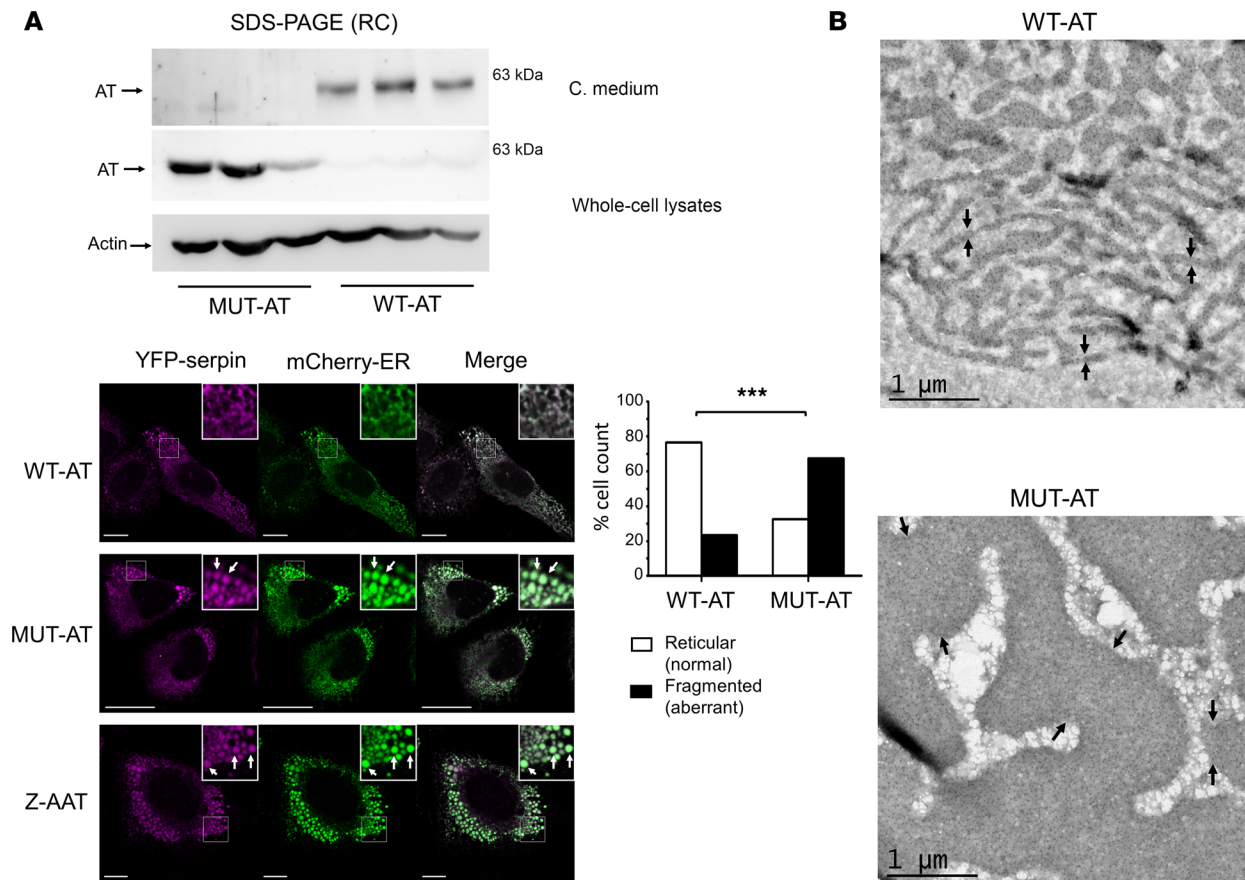 A
SDS-PAGE (RC)
AT
63 kDa
C. medium
AT
63 kDa
Whole-cell lysates
Actin
MUT-AT
WT-AT
YFP-serpin
mCherry-ER
Merge
WT-AT
MUT-AT
Z-AAT
***
% cell count
100
80
60
40
20
0
WT-AT
MUT-AT
Reticular
(normal)
Fragmented
(aberrant)
B
WT-AT
1 µm
MUT-AT
1 µm